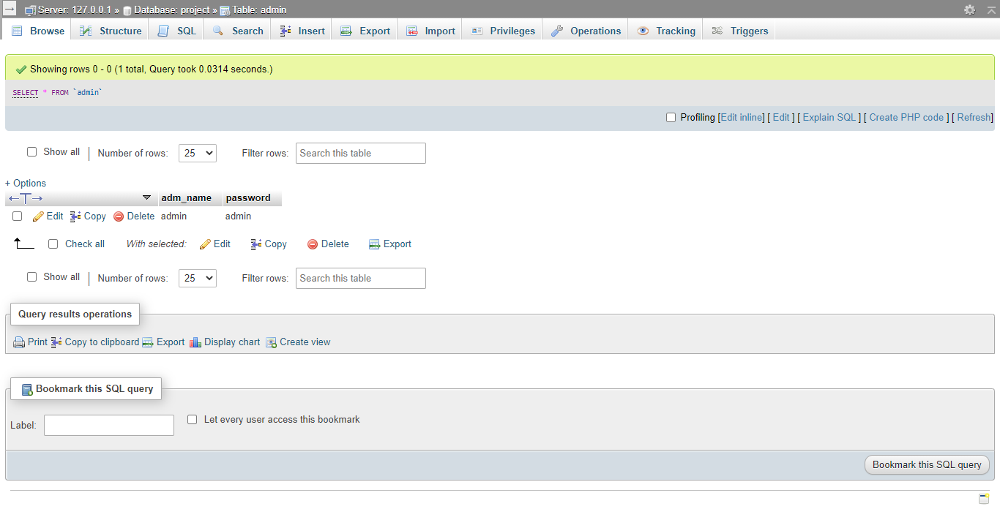 Server: 127.0.0.1 » Database: project » Table: admin
Browse Structure SQL Search Insert Export Import Privileges Operations Tracking Triggers
Showing rows 0 - 0 (1 total, Query took 0.0314 seconds.)
SELECT * FROM `admin`
Profiling [Edit inline] [ Edit ] [ Explain SQL ] [ Create PHP code ] [ Refresh]
Show all | Number of rows: 25 Filter rows: Search this table
+ Options
←T→ adm_name password
Edit Copy Delete admin admin
Check all With selected: Edit Copy Delete Export
Show all | Number of rows: 25 Filter rows: Search this table
Query results operations
Print Copy to clipboard Export Display chart Create view
Bookmark this SQL query
Label: Let every user access this bookmark
Bookmark this SQL query